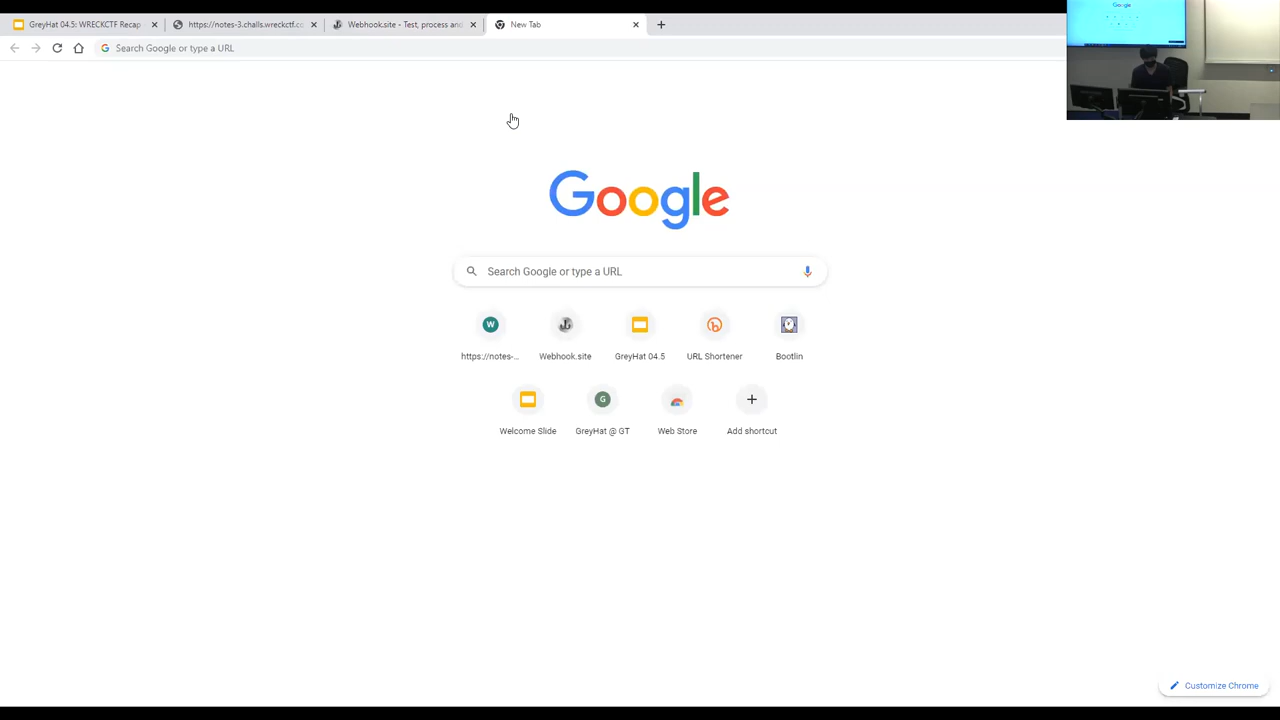 GreyHat 04.5: WRECKCTF Recap
https://notes-3.challs.wreckctf.co
Webhook.site - Test, process and
New Tab
Search Google or type a URL
Google
Google
Search Google or type a URL
https://notes-...
Webhook.site
GreyHat 04.5
URL Shortener
Bootlin
Welcome Slide
GreyHat @ GT
Web Store
Add shortcut
Customize Chrome